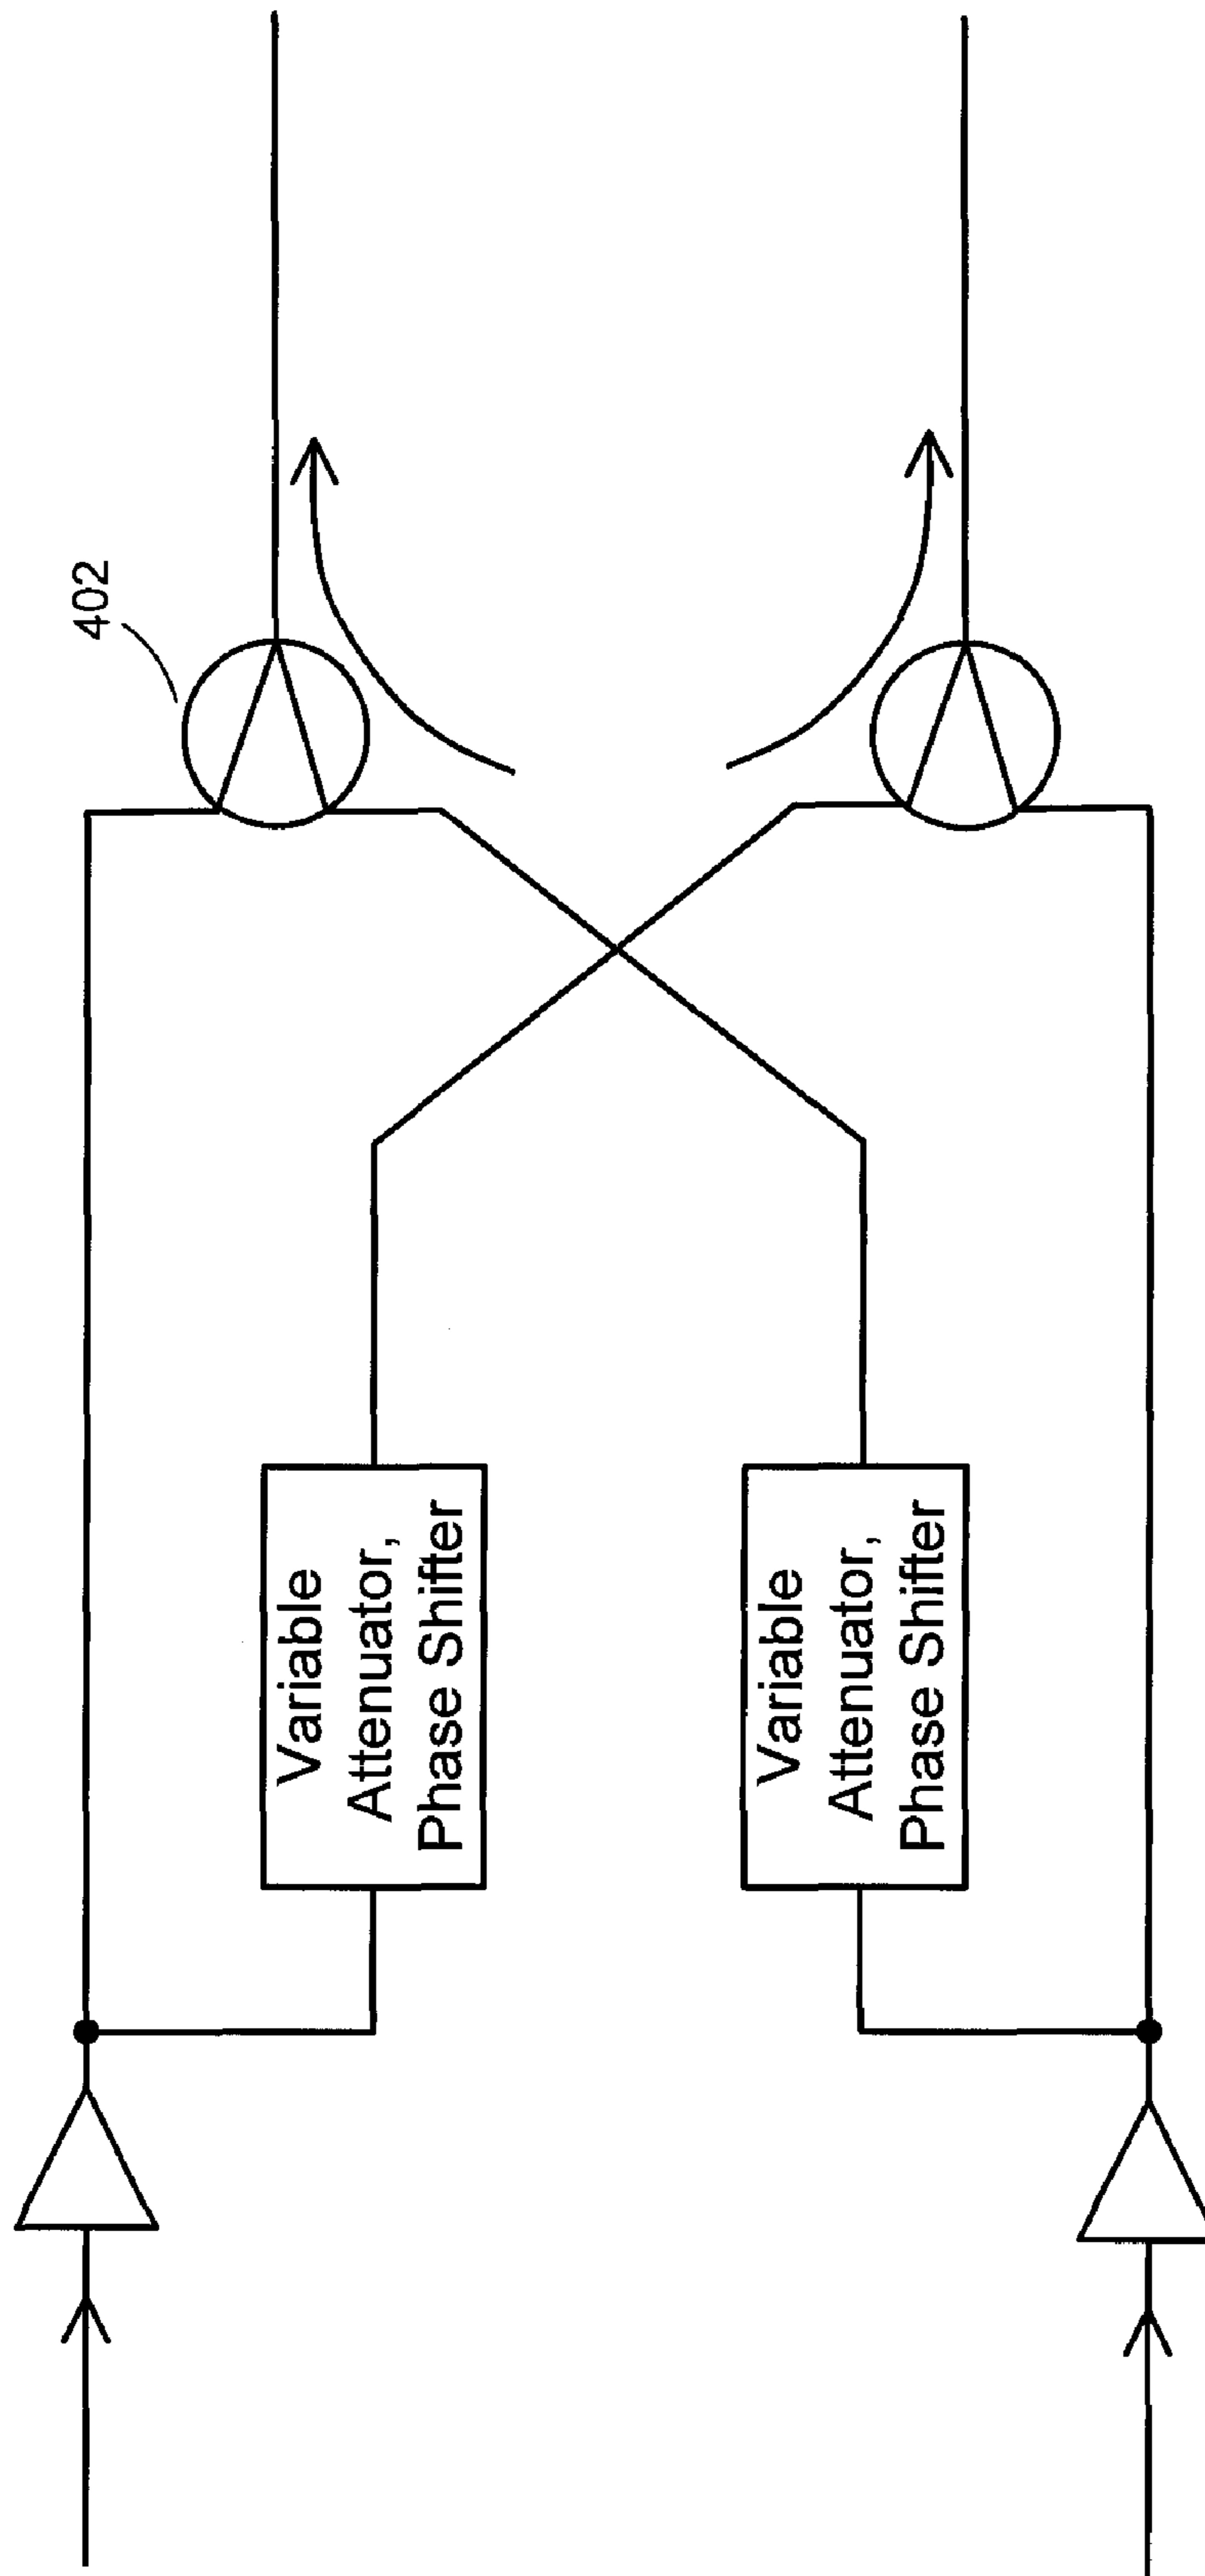 402
Variable
Attenuator,
Phase Shifter
Variable
Attenuator,
Phase Shifter